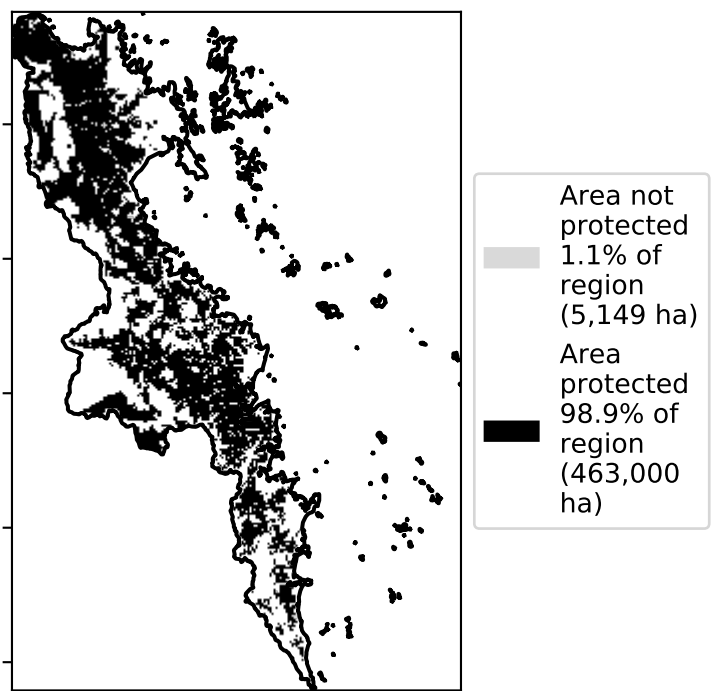 Area not
protected
1.1% of
region
(5,149 ha)
Area
protected
98.9% of
region
(463,000
ha)